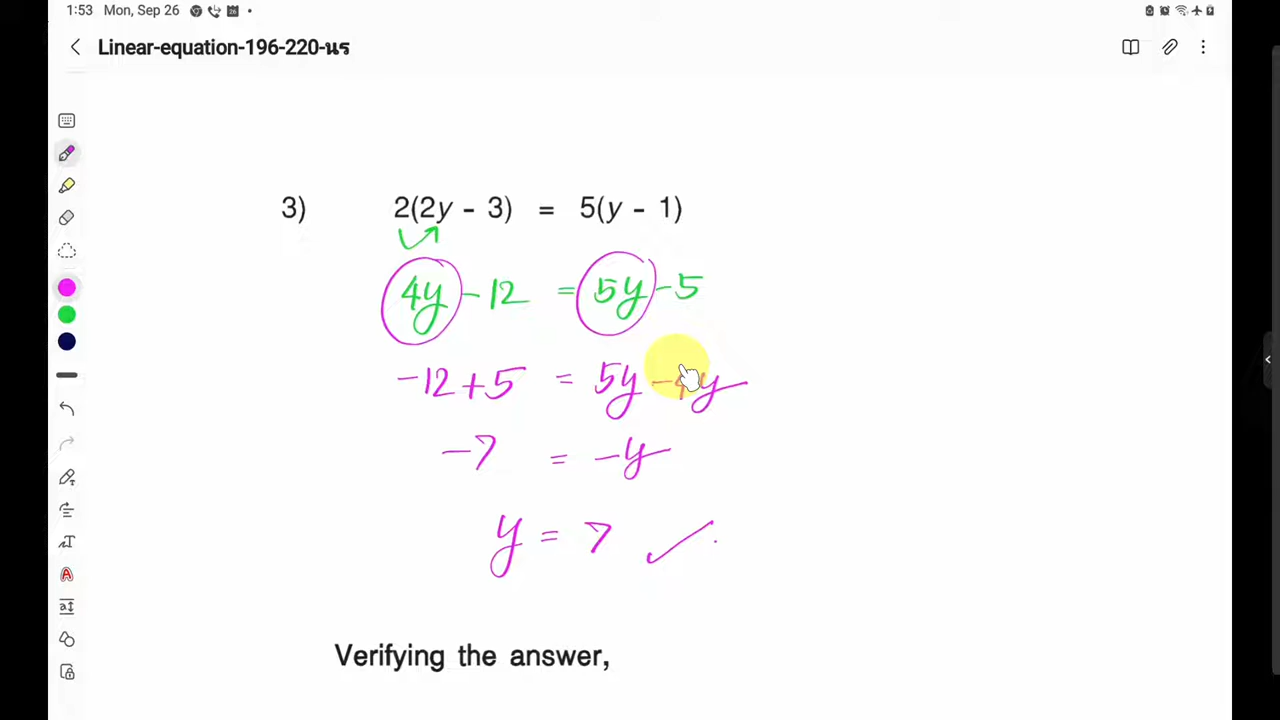 1:53 Mon, Sep 26
Linear-equation-196-220-นร
3) 2(2y - 3) = 5(y - 1)
4y - 12 = 5y - 5
-12 + 5 = 5y - 4y
-7 = -y
y = 7 ✓
Verifying the answer,